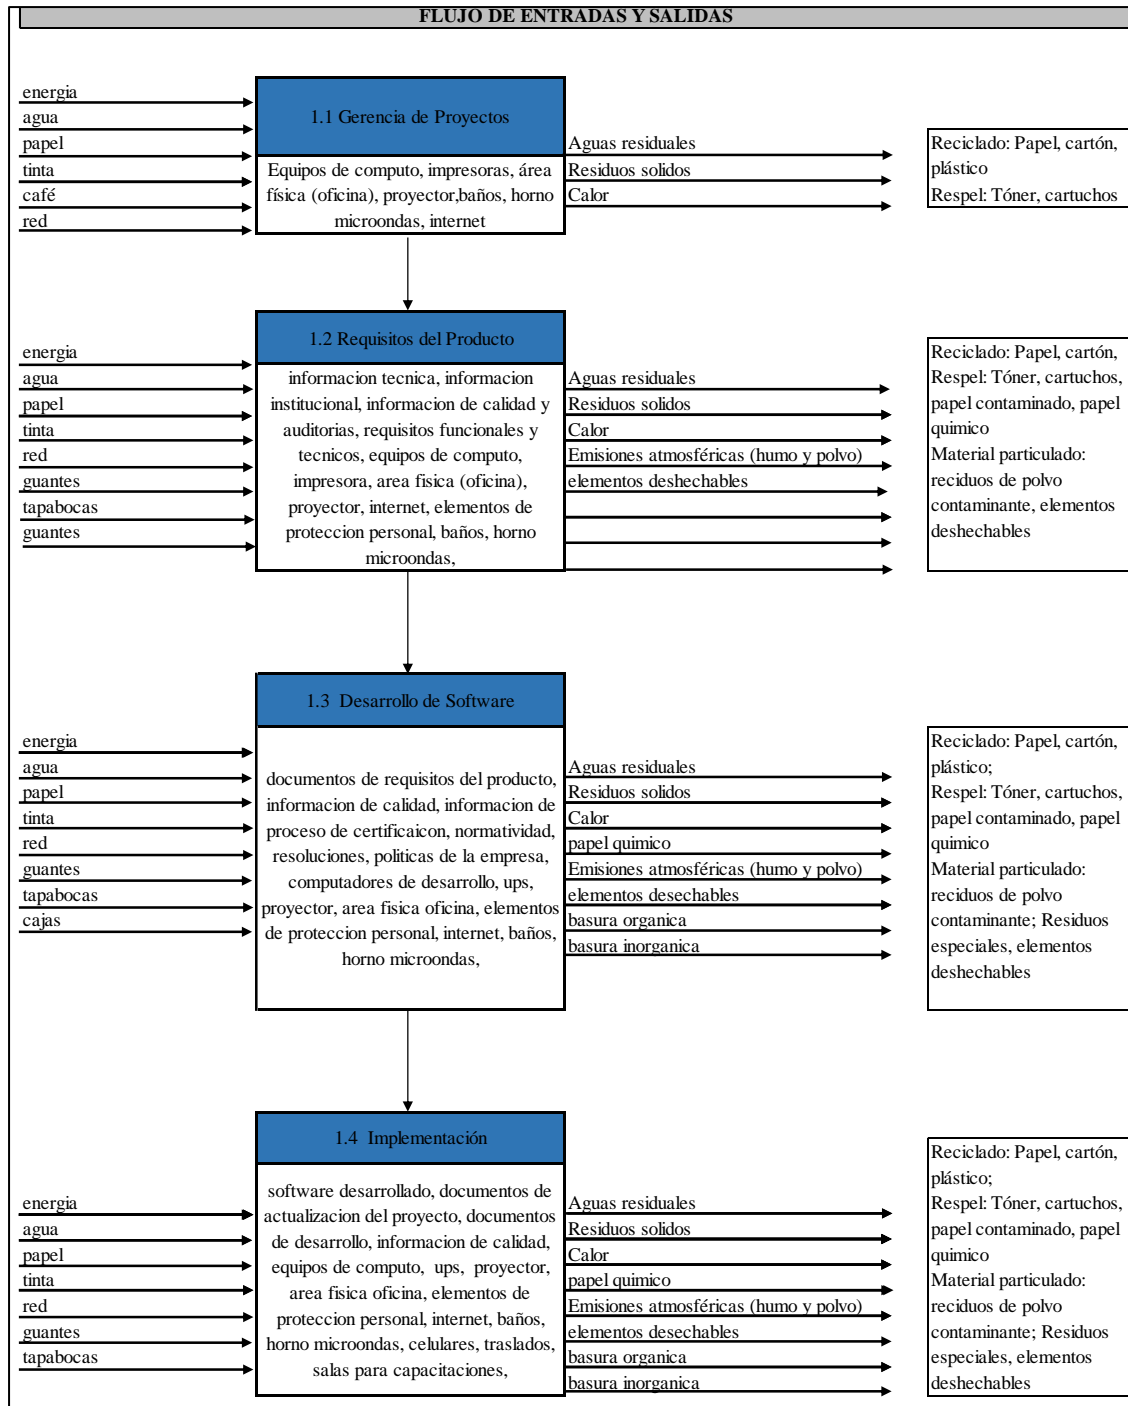 FLUJO DE ENTRADAS Y SALIDAS
energia
agua
papel
tinta
café
red
1.1 Gerencia de Proyectos
Equipos de computo, impresoras, área
física (oficina), proyector,baños, horno
microondas, internet
Aguas residuales
Residuos solidos
Calor
Reciclado: Papel, cartón,
plástico
Respel: Tóner, cartuchos
energia
agua
papel
tinta
red
guantes
tapabocas
guantes
1.2 Requisitos del Producto
informacion tecnica, informacion
institucional, informacion de calidad y
auditorias, requisitos funcionales y
tecnicos, equipos de computo,
impresora, area fisica (oficina),
proyector, internet, elementos de
proteccion personal, baños, horno
microondas,
Aguas residuales
Residuos solidos
Calor
Emisiones atmosféricas (humo y polvo)
elementos deshechables
Reciclado: Papel, cartón,
Respel: Tóner, cartuchos,
papel contaminado, papel
quimico
Material particulado:
reciduos de polvo
contaminante, elementos
deshechables
energia
agua
papel
tinta
red
guantes
tapabocas
cajas
1.3 Desarrollo de Software
documentos de requisitos del producto,
informacion de calidad, informacion de
proceso de certificaicon, normatividad,
resoluciones, politicas de la empresa,
computadores de desarrollo, ups,
proyector, area fisica oficina, elementos
de proteccion personal, internet, baños,
horno microondas,
Aguas residuales
Residuos solidos
Calor
papel quimico
Emisiones atmosféricas (humo y polvo)
elementos desechables
basura organica
basura inorganica
Reciclado: Papel, cartón,
plástico;
Respel: Tóner, cartuchos,
papel contaminado, papel
quimico
Material particulado:
reciduos de polvo
contaminante; Residuos
especiales, elementos
deshechables
energia
agua
papel
tinta
red
guantes
tapabocas
1.4 Implementación
software desarrollado, documentos de
actualizacion del proyecto, documentos
de desarrollo, informacion de calidad,
equipos de computo, ups, proyector,
area fisica oficina, elementos de
proteccion personal, internet, baños,
horno microondas, celulares, traslados,
salas para capacitaciones,
Aguas residuales
Residuos solidos
Calor
papel quimico
Emisiones atmosféricas (humo y polvo)
elementos desechables
basura organica
basura inorganica
Reciclado: Papel, cartón,
plástico;
Respel: Tóner, cartuchos,
papel contaminado, papel
quimico
Material particulado:
reciduos de polvo
contaminante; Residuos
especiales, elementos
deshechables